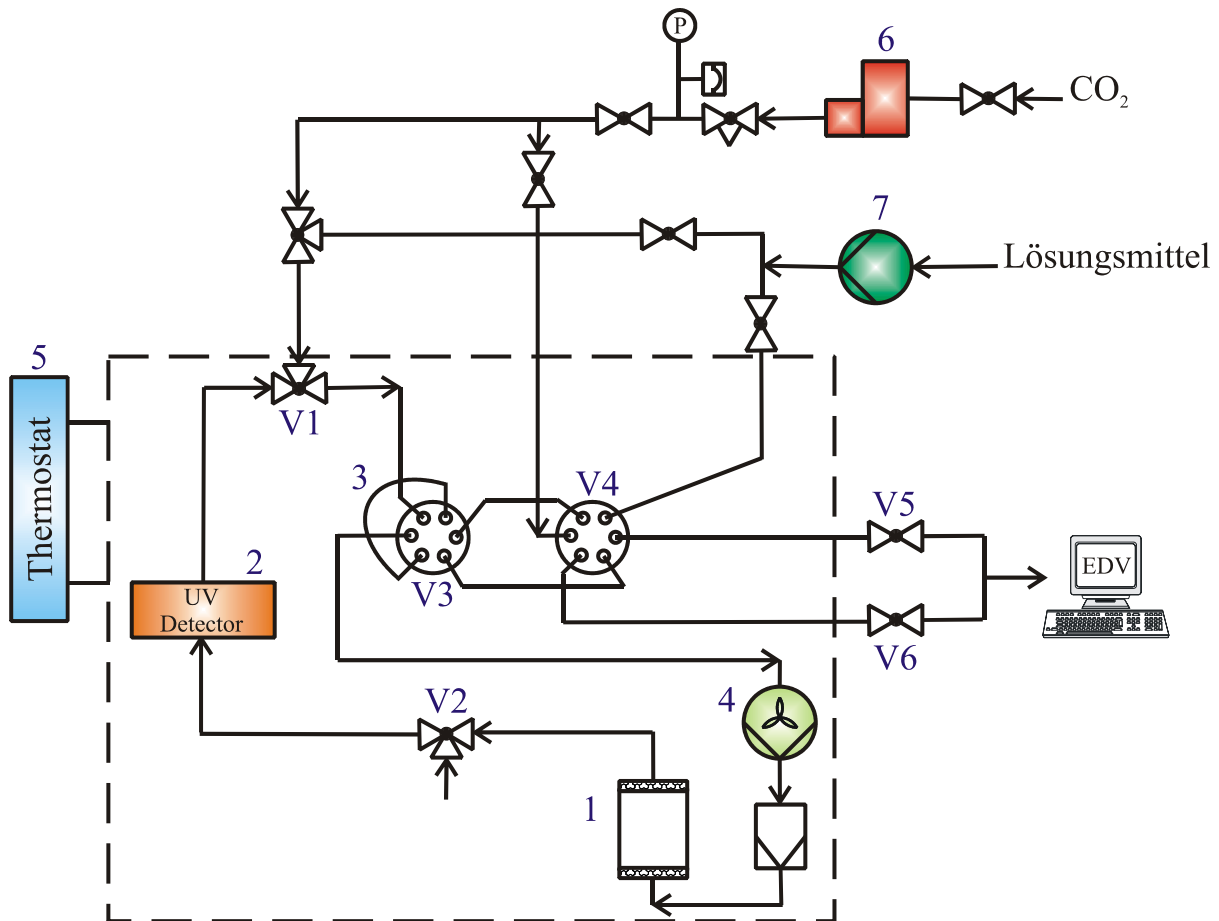 P
6
CO₂
7
Lösungsmittel
5
Thermostat
V1
3
V4
V5
V3
EDV
2
UV
Detector
V6
V2
4
1